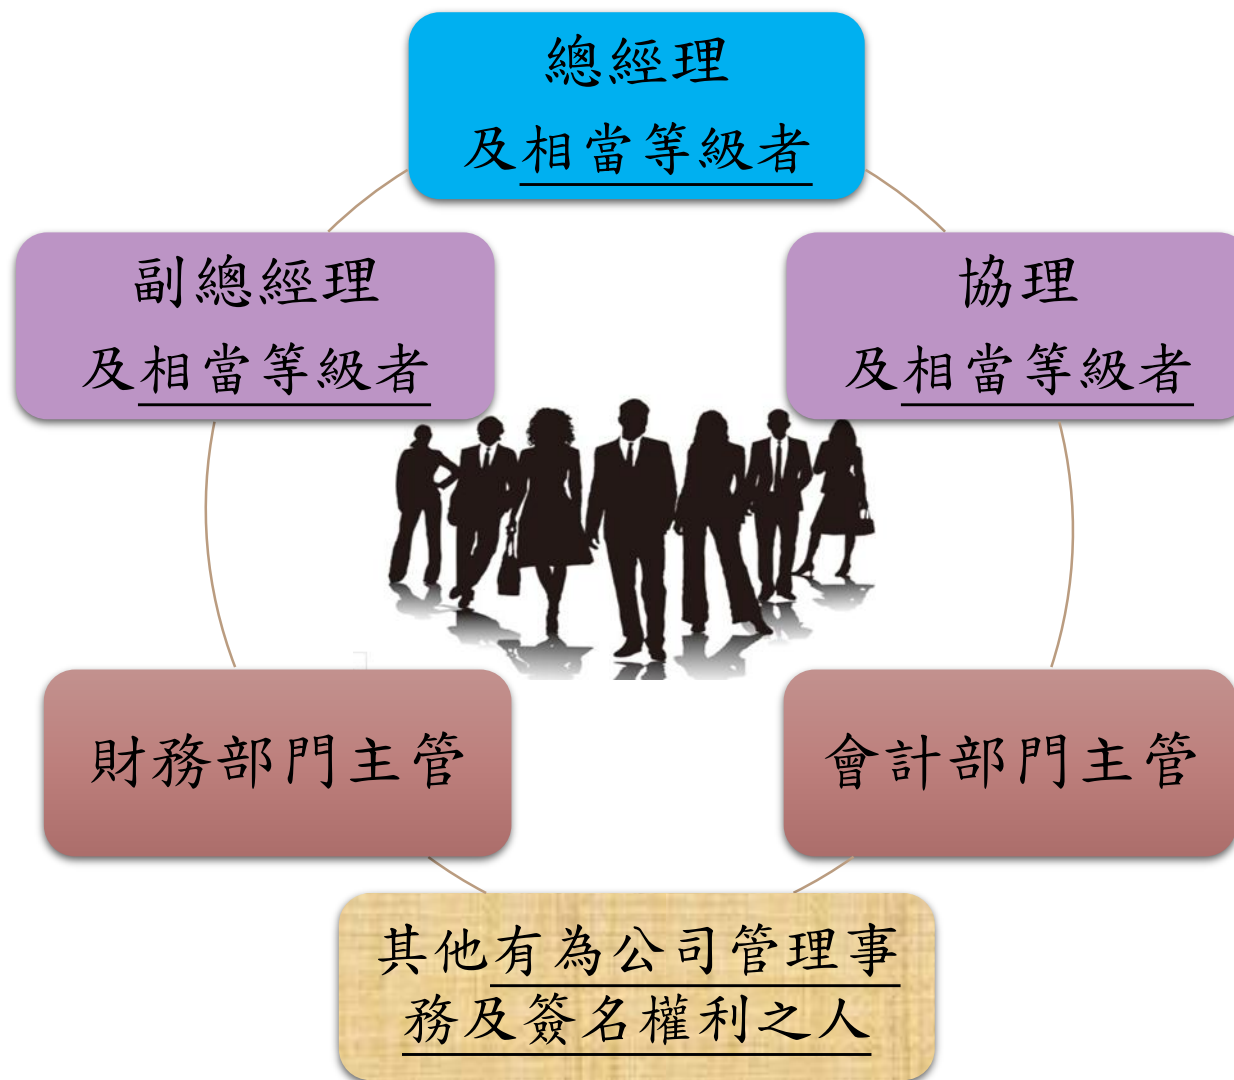 總經理
及相當等級者
副總經理
及相當等級者
協理
及相當等級者
財務部門主管
會計部門主管
其他有為公司管理事
務及簽名權利之人